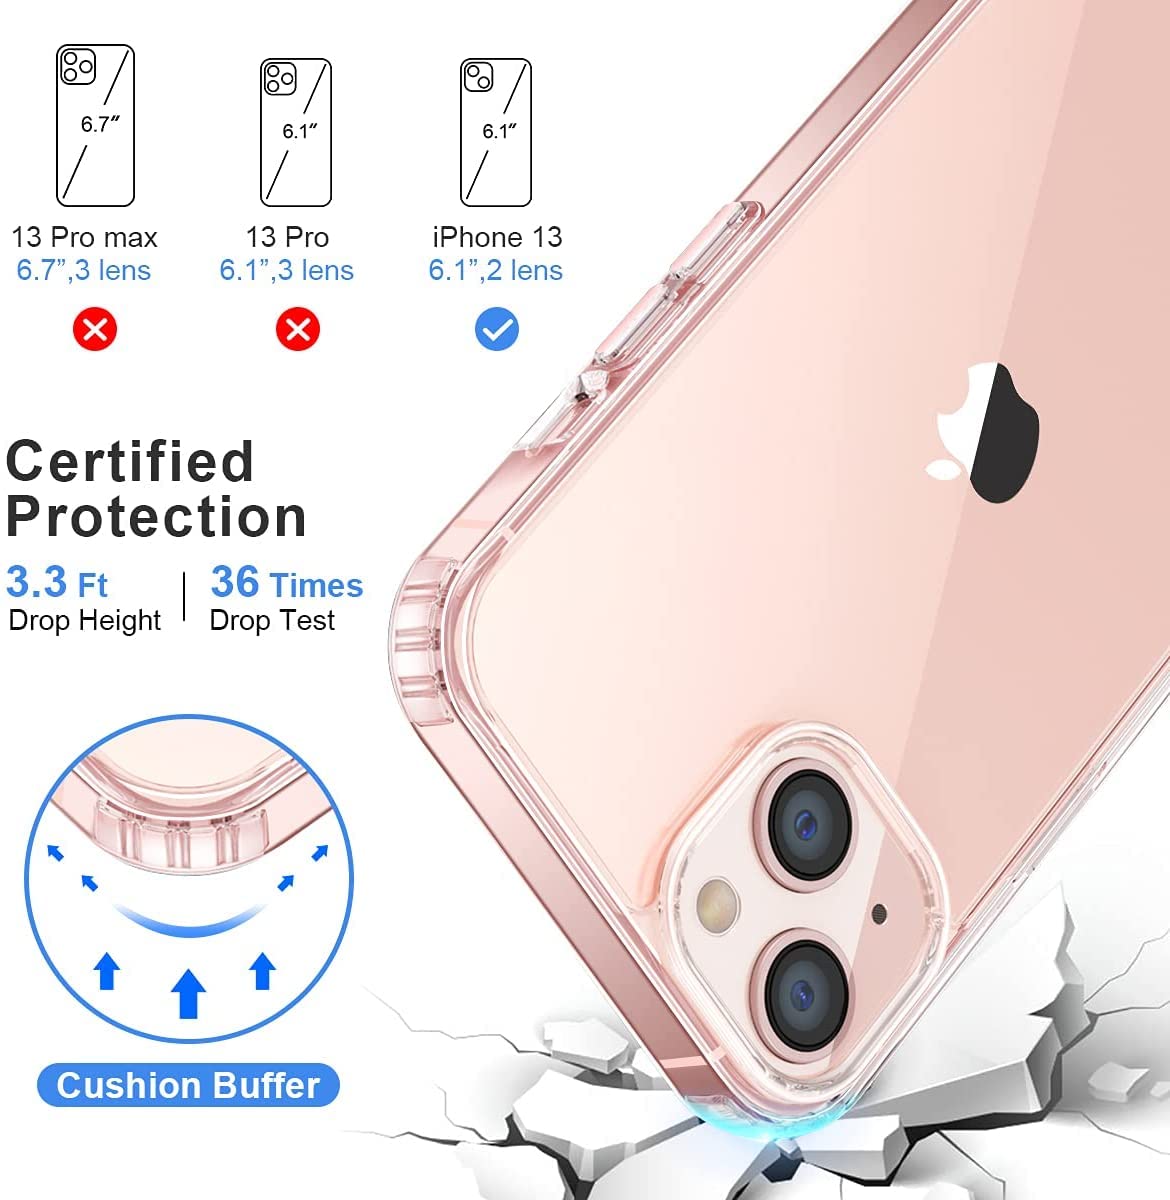 6.7″
6.1″
6.1″
13 Pro max
13 Pro
iPhone 13
6.7”,3 lens
6.1”,3 lens
6.1”,2 lens
Certified
Protection
3.3 Ft
Drop Height
36 Times
Drop Test
Cushion Buffer